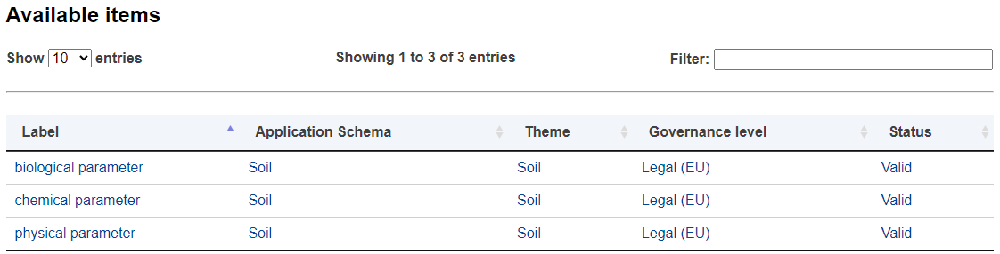 Available items
Show 10 entries Showing 1 to 3 of 3 entries Filter:
Label Application Schema Theme Governance level Status
biological parameter Soil Soil Legal (EU) Valid
chemical parameter Soil Soil Legal (EU) Valid
physical parameter Soil Soil Legal (EU) Valid